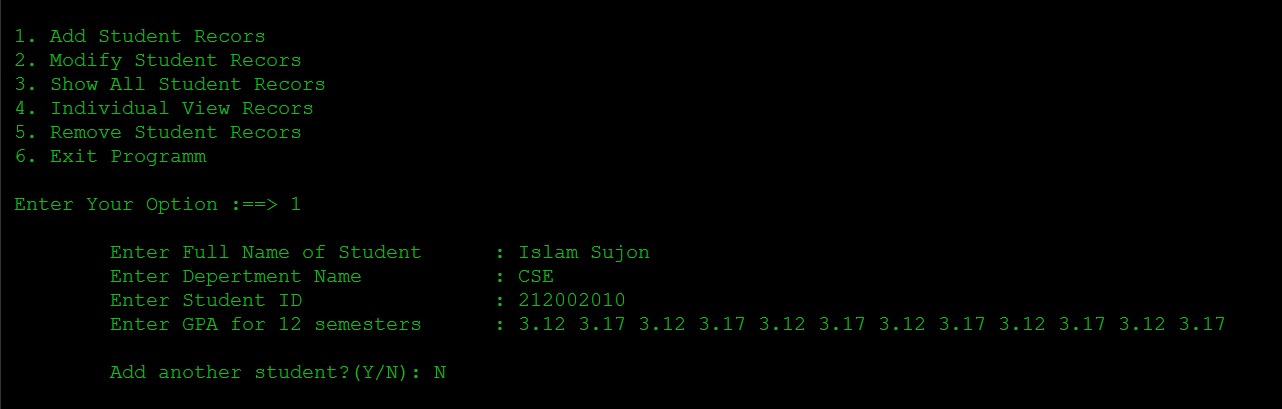 1. Add Student Recors
2. Modify Student Recors
3. Show All Student Recors
4. Individual View Recors
5. Remove Student Recors
6. Exit Programm
Enter Your Option :==> 1
Enter Full Name of Student : Islam Sujon
Enter Depertment Name : CSE
Enter Student ID : 212002010
Enter GPA for 12 semesters : 3.12 3.17 3.12 3.17 3.12 3.17 3.12 3.17 3.12 3.17 3.12 3.17
Add another student?(Y/N): N